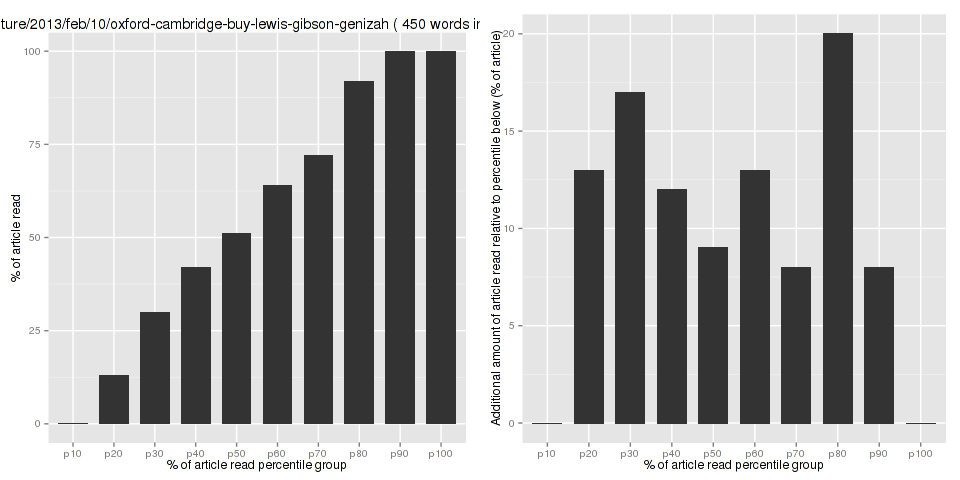 ture/2013/feb/10/oxford-cambridge-buy-lewis-gibson-genizah ( 450 words in
% of article read
100
75
50
25
0
p10 p20 p30 p40 p50 p60 p70 p80 p90 p100
% of article read percentile group
Additional amount of article read relative to percentile below (% of article)
20
15
10
5
0
p10 p20 p30 p40 p50 p60 p70 p80 p90 p100
% of article read percentile group